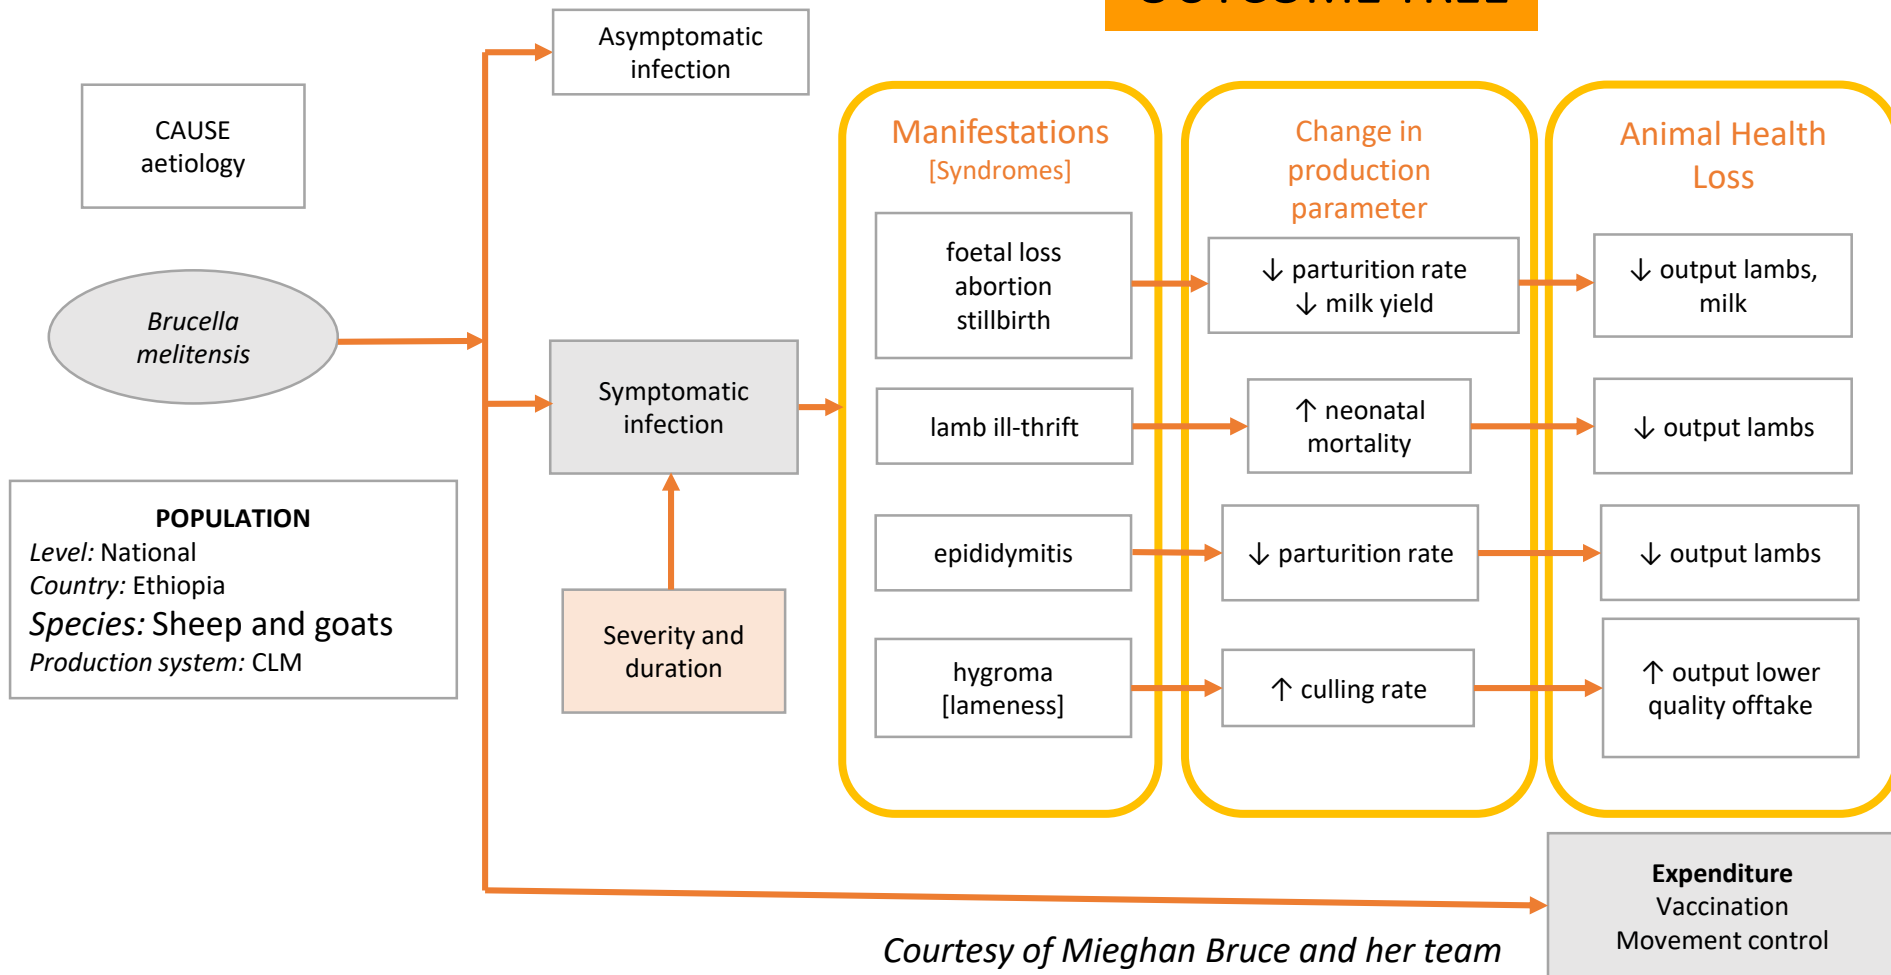 OUTCOME TREE
Asymptomatic
infection
CAUSE
aetiology
Brucella
melitensis
POPULATION
Level: National
Country: Ethiopia
Species: Sheep and goats
Production system: CLM
Symptomatic
infection
Severity and
duration
Manifestations
[Syndromes]
foetal loss
abortion
stillbirth
lamb ill-thrift
epididymitis
hygroma
[lameness]
Change in
production
parameter
↓ parturition rate
↓ milk yield
↑ neonatal
mortality
↓ parturition rate
↑ culling rate
Animal Health
Loss
↓ output lambs,
milk
↓ output lambs
↓ output lambs
↑ output lower
quality offtake
Expenditure
Vaccination
Movement control
Courtesy of Mieghan Bruce and her team